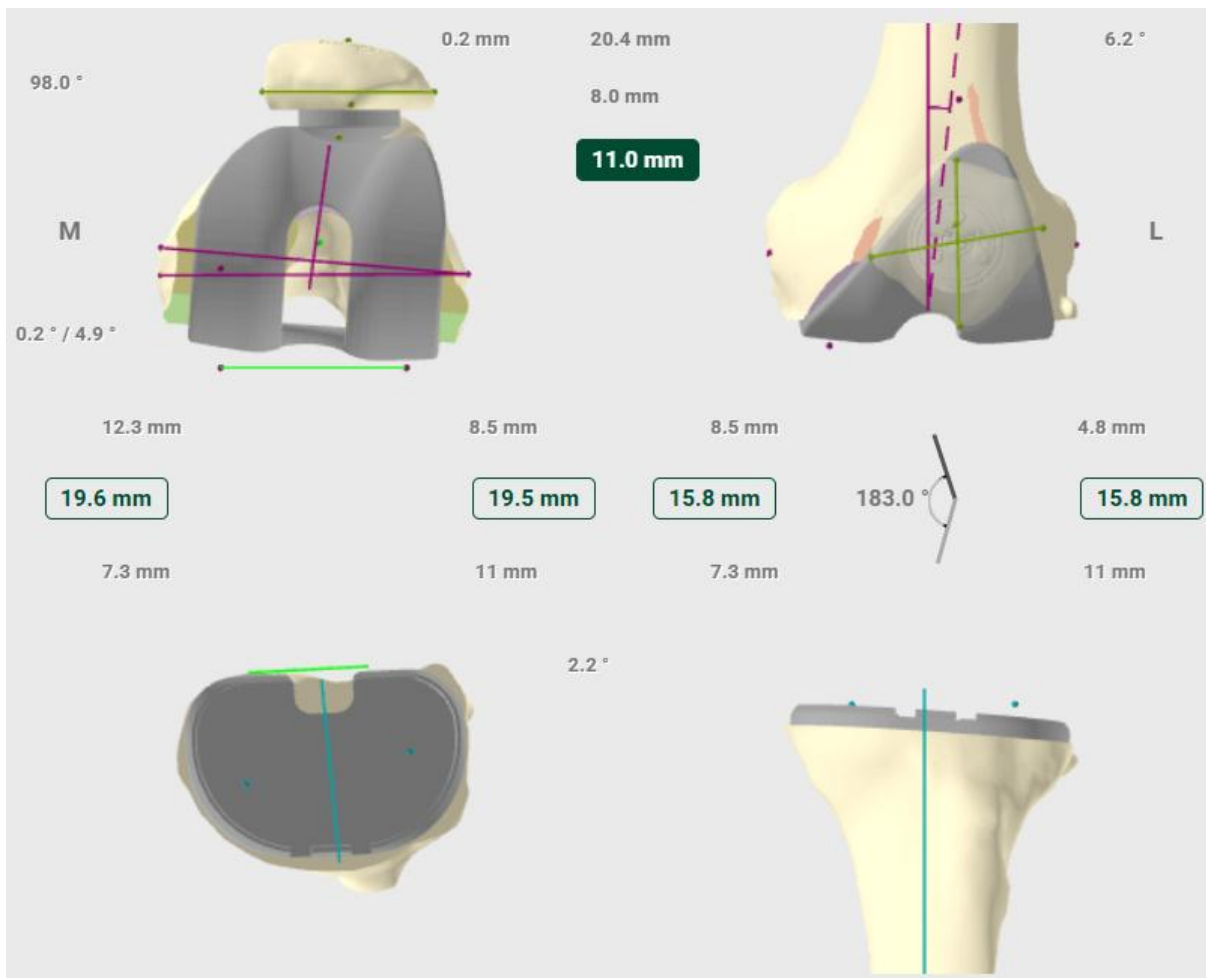 0.2 mm
20.4 mm
6.2 °
98.0 °
8.0 mm
11.0 mm
M
L
0.2 ° / 4.9 °
12.3 mm
8.5 mm
8.5 mm
4.8 mm
19.6 mm
19.5 mm
15.8 mm
183.0 °
15.8 mm
7.3 mm
11 mm
7.3 mm
11 mm
2.2 °